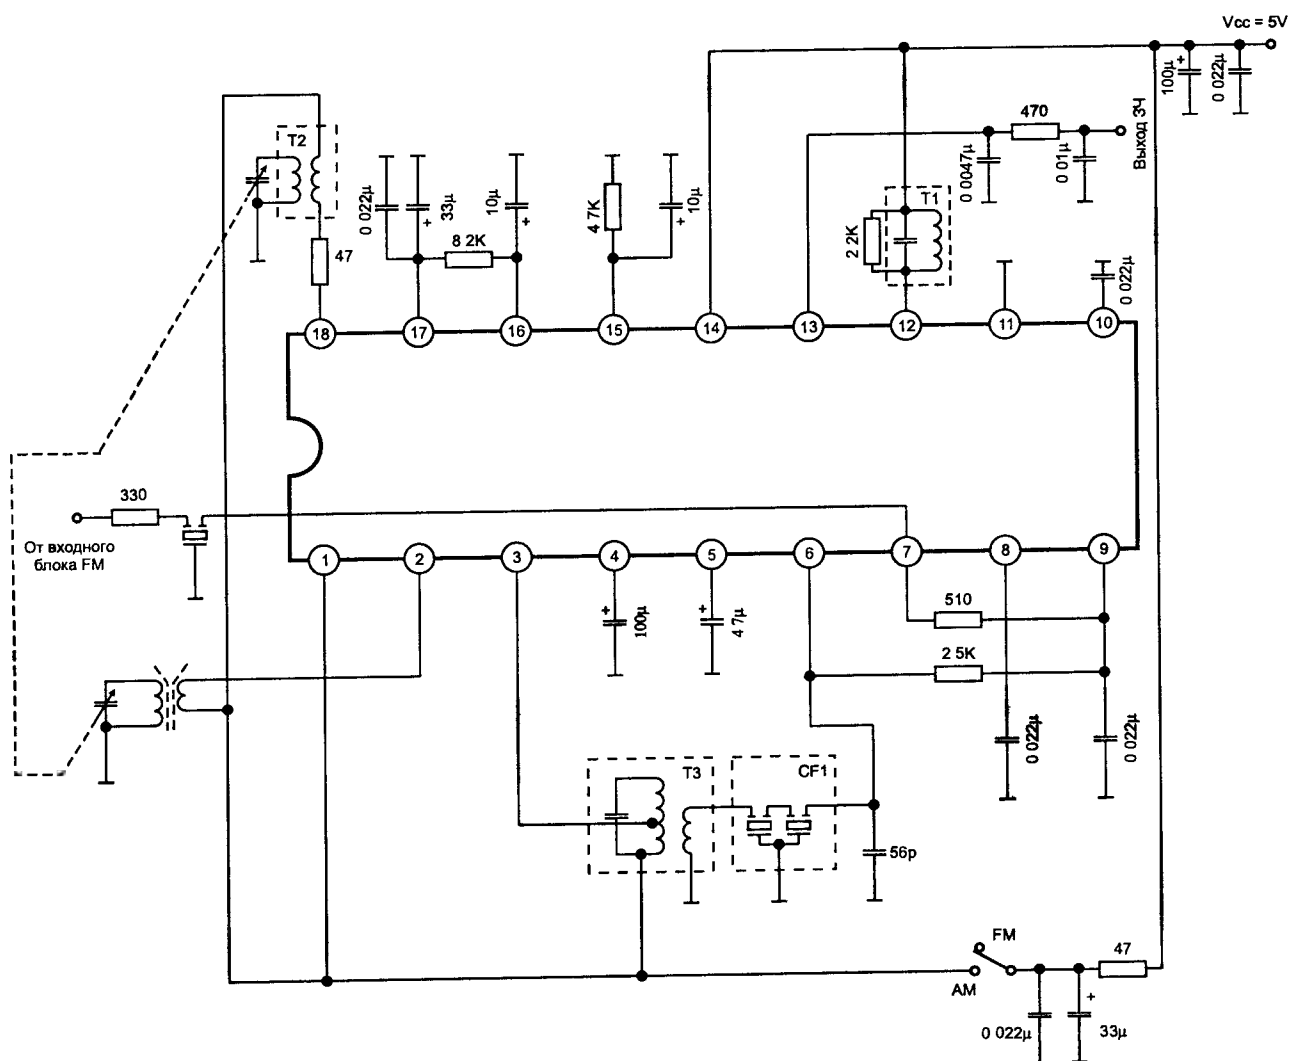 Vcc = 5V
100μ
+
0 022μ
470
Выход ЗЧ
0 0047μ
0 01μ
T2
T1
0 022μ
33μ
+
10μ
+
4 7K
10μ
+
8 2K
47
2 2K
0 022μ
18
17
16
15
14
13
12
11
10
330
От входного
блока FM
1
2
3
4
5
6
7
8
9
+
100μ
+
4 7μ
510
2 5K
0 022μ
0 022μ
T3
CF1
56p
FM
AM
47
+
0 022μ
33μ